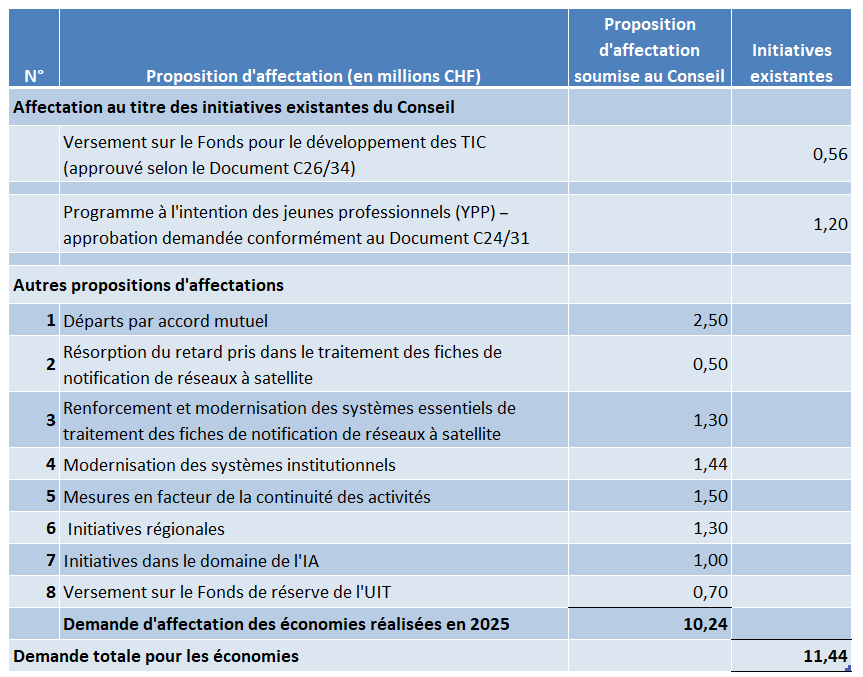 N° Proposition d'affectation (en millions CHF) Proposition d'affectation soumise au Conseil Initiatives existantes
Affectation au titre des initiatives existantes du Conseil
Versement sur le Fonds pour le développement des TIC
(approuvé selon le Document C26/34) 0,56
Programme à l'intention des jeunes professionnels (YPP) –
approbation demandée conformément au Document C24/31 1,20
Autres propositions d'affectations
1 Départs par accord mutuel 2,50
2 Résorption du retard pris dans le traitement des fiches de
notification de réseaux à satellite 0,50
3 Renforcement et modernisation des systèmes essentiels de
traitement des fiches de notification de réseaux à satellite 1,30
4 Modernisation des systèmes institutionnels 1,44
5 Mesures en facteur de la continuité des activités 1,50
6 Initiatives régionales 1,30
7 Initiatives dans le domaine de l'IA 1,00
8 Versement sur le Fonds de réserve de l'UIT 0,70
Demande d'affectation des économies réalisées en 2025 10,24
Demande totale pour les économies 11,44